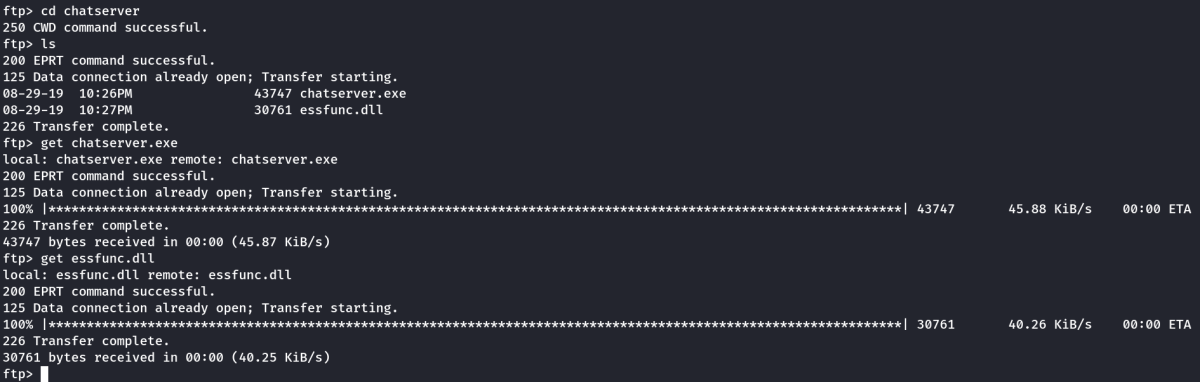 ftp> cd chatserver
250 CWD command successful.
ftp> ls
200 EPRT command successful.
125 Data connection already open; Transfer starting.
08-29-19  10:26PM                43747 chatserver.exe
08-29-19  10:27PM                30761 essfunc.dll
226 Transfer complete.
ftp> get chatserver.exe
local: chatserver.exe remote: chatserver.exe
200 EPRT command successful.
125 Data connection already open; Transfer starting.
100% |****************************************************************************************************************| 43747       45.88 KiB/s    00:00 ETA
226 Transfer complete.
43747 bytes received in 00:00 (45.87 KiB/s)
ftp> get essfunc.dll
local: essfunc.dll remote: essfunc.dll
200 EPRT command successful.
125 Data connection already open; Transfer starting.
100% |****************************************************************************************************************| 30761       40.26 KiB/s    00:00 ETA
226 Transfer complete.
30761 bytes received in 00:00 (40.25 KiB/s)
ftp>